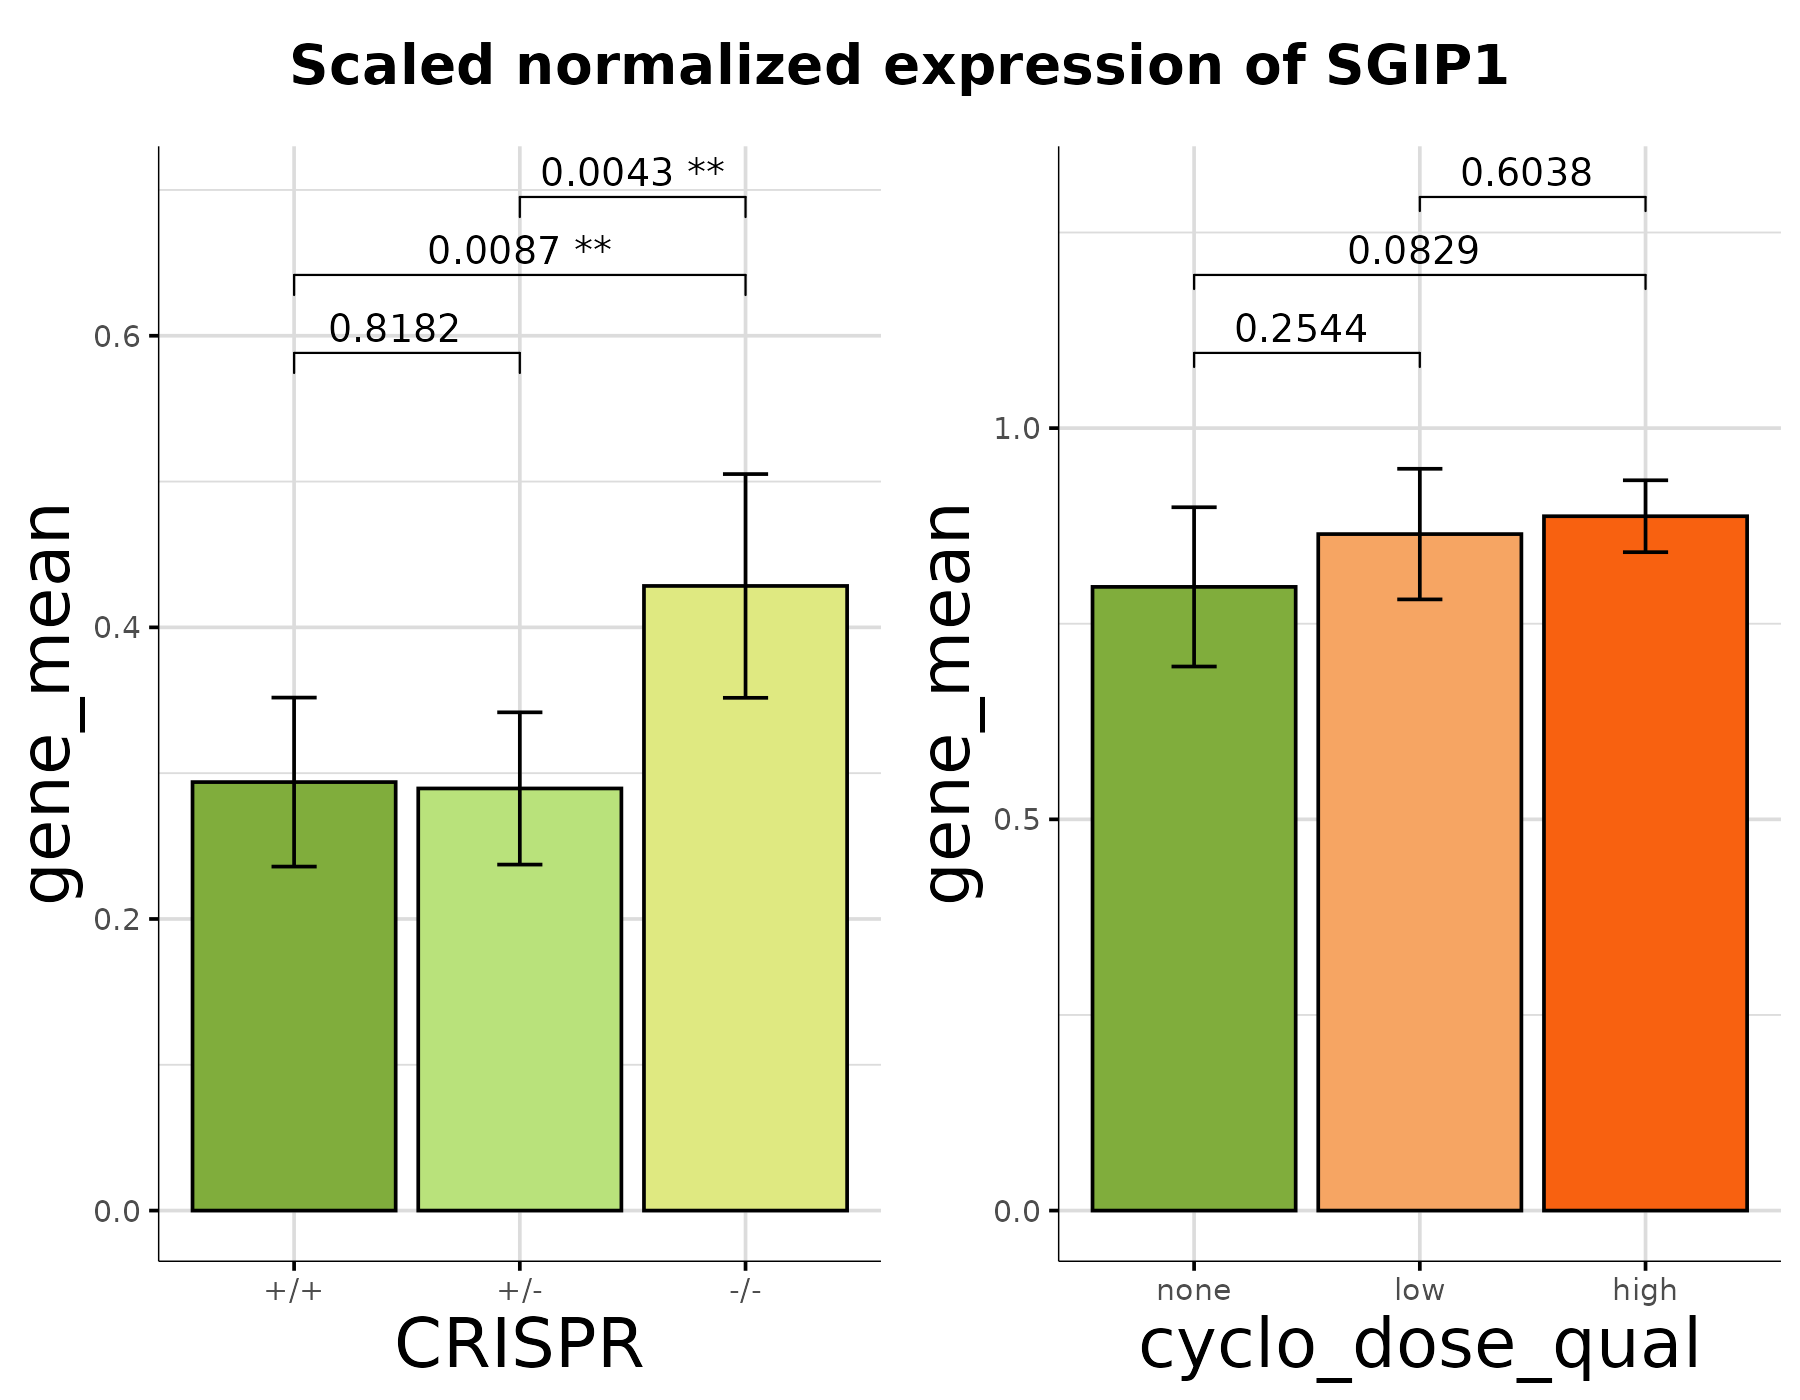 Scaled normalized expression of SGIP1
0.0043 **
0.0087 **
0.8182
0.6
0.4
0.2
0.0
gene_mean
+/+ +/- -/-
CRISPR
0.6038
0.0829
0.2544
1.0
0.5
0.0
gene_mean
none low high
cyclo_dose_qual